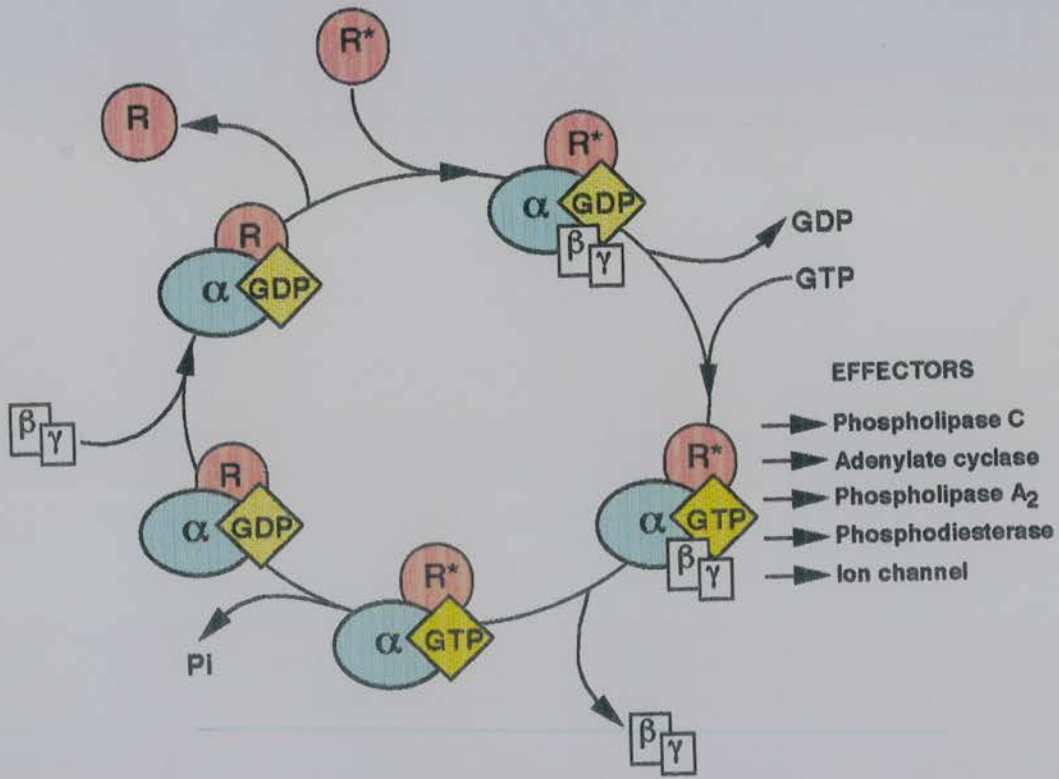 R*
R
R*
α GDP
β
γ
GDP
GTP
R
α GDP
EFFECTORS
Phospholipase C
Adenylate cyclase
Phospholipase A₂
Phosphodiesterase
Ion channel
R*
α GTP
β
γ
β
γ
R
α GDP
R*
α GTP
Pi
β
γ